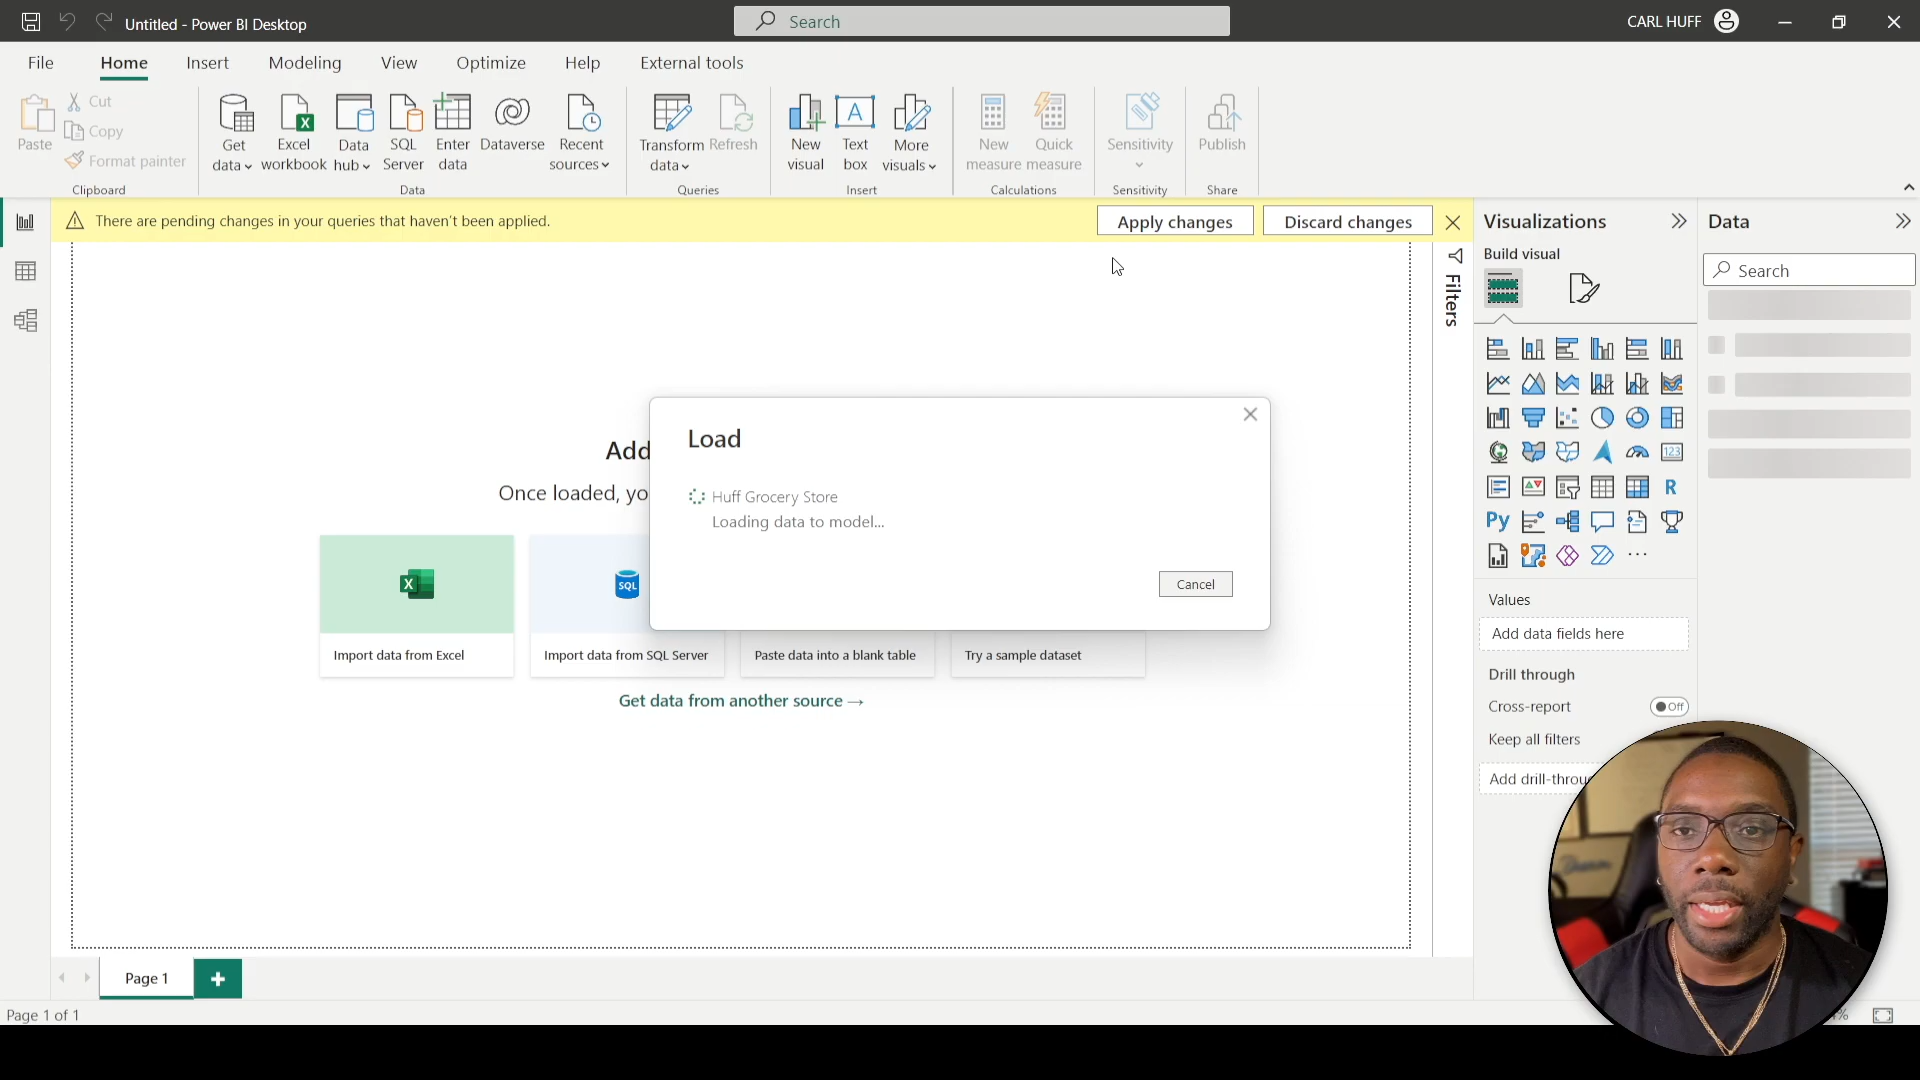 Untitled - Power BI Desktop
Search
CARL HUFF
File
Home
Insert
Modeling
View
Optimize
Help
External tools
Paste
Cut
Copy
Format painter
Clipboard
Get data
Excel workbook
Data hub
SQL Server
Enter data
Dataverse
Recent sources
Data
Transform data
Refresh
Queries
New visual
Text box
More visuals
Insert
New measure
Quick measure
Calculations
Sensitivity
Sensitivity
Publish
Share
There are pending changes in your queries that haven't been applied.
Apply changes
Discard changes
Filters
Visualizations
Build visual
Data
Search
Add
Once loaded, yo
Load
Huff Grocery Store
Loading data to model...
Cancel
SQL
Import data from Excel
Import data from SQL Server
Paste data into a blank table
Try a sample dataset
Get data from another source →
123
R
Py
Values
Add data fields here
Drill through
Cross-report
Off
Keep all filters
Add drill-throu
Page 1
Page 1 of 1